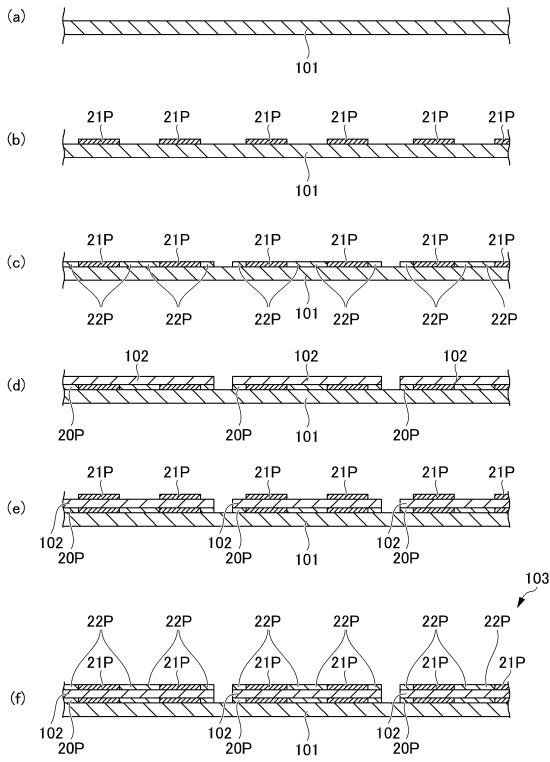 (a)
101
21P 21P 21P 21P 21P 21P
(b)
101
21P 21P 21P 21P 21P 21P
(c)
22P 22P 22P 101 22P 22P 22P
102 102 102
(d)
20P 20P 101 20P
21P 21P 21P 21P 21P 21P
(e)
102 20P 102 20P 101 102 20P
103
22P 22P 22P 22P 22P 22P
21P 21P 21P 21P 21P 21P
(f)
102 20P 102 20P 101 102 20P